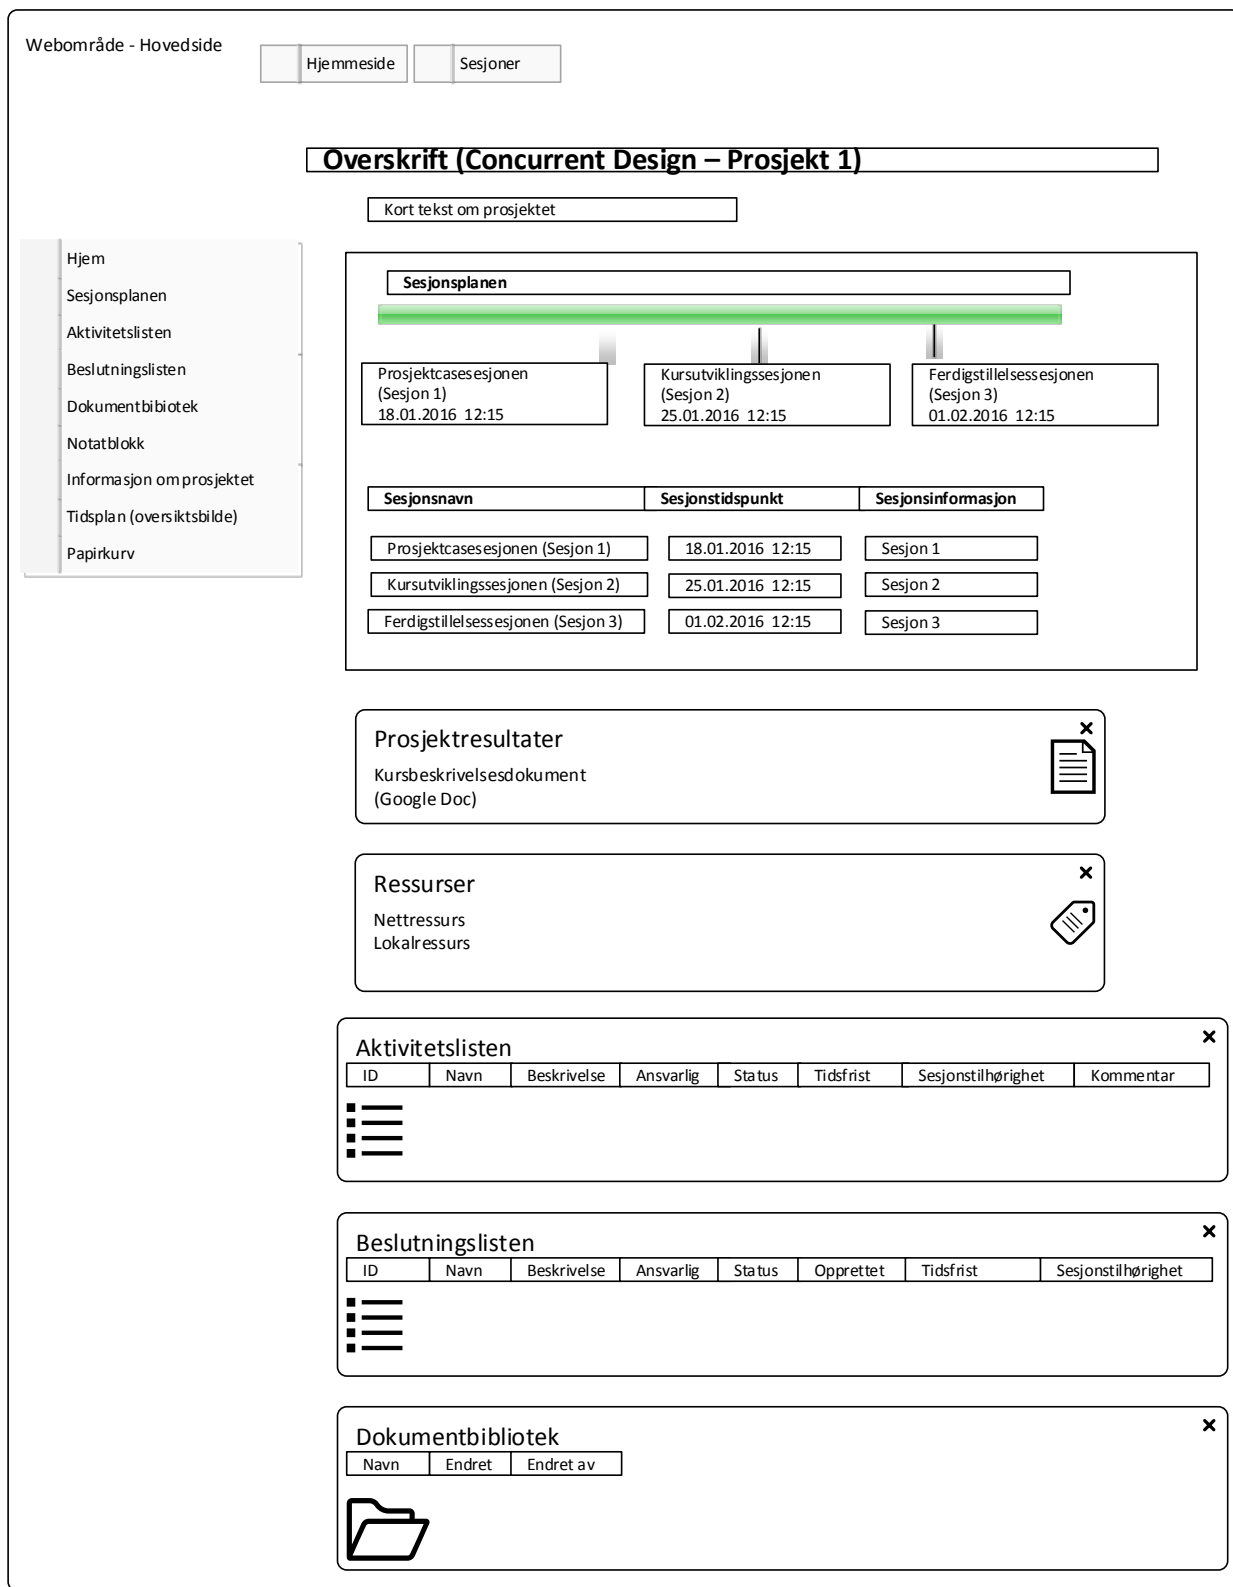 Webområde - Hovedside
Hjemmeside
Sesjoner
Overskrift (Concurrent Design – Prosjekt 1)
Kort tekst om prosjektet
Hjem
Sesjonsplanen
Aktivitetslisten
Beslutningslisten
Dokumentbibiotek
Notatblokk
Informasjon om prosjektet
Tidsplan (oversiktsbilde)
Papirkurv
Sesjonsplanen
Prosjektcasesesjonen
(Sesjon 1)
18.01.2016 12:15
Kursutviklingssesjonen
(Sesjon 2)
25.01.2016 12:15
Ferdigstillelsessesjonen
(Sesjon 3)
01.02.2016 12:15
Sesjonsnavn Sesjonstidspunkt Sesjonsinformasjon
Prosjektcasesesjonen (Sesjon 1) 18.01.2016 12:15 Sesjon 1
Kursutviklingssesjonen (Sesjon 2) 25.01.2016 12:15 Sesjon 2
Ferdigstillelsessesjonen (Sesjon 3) 01.02.2016 12:15 Sesjon 3
Prosjektresultater
Kursbeskrivelsesdokument
(Google Doc)
Ressurser
Nettressurs
Lokalressurs
Aktivitetslisten
ID Navn Beskrivelse Ansvarlig Status Tidsfrist Sesjonstilhørighet Kommentar
Beslutningslisten
ID Navn Beskrivelse Ansvarlig Status Opprettet Tidsfrist Sesjonstilhørighet
Dokumentbibliotek
Navn Endret Endret av